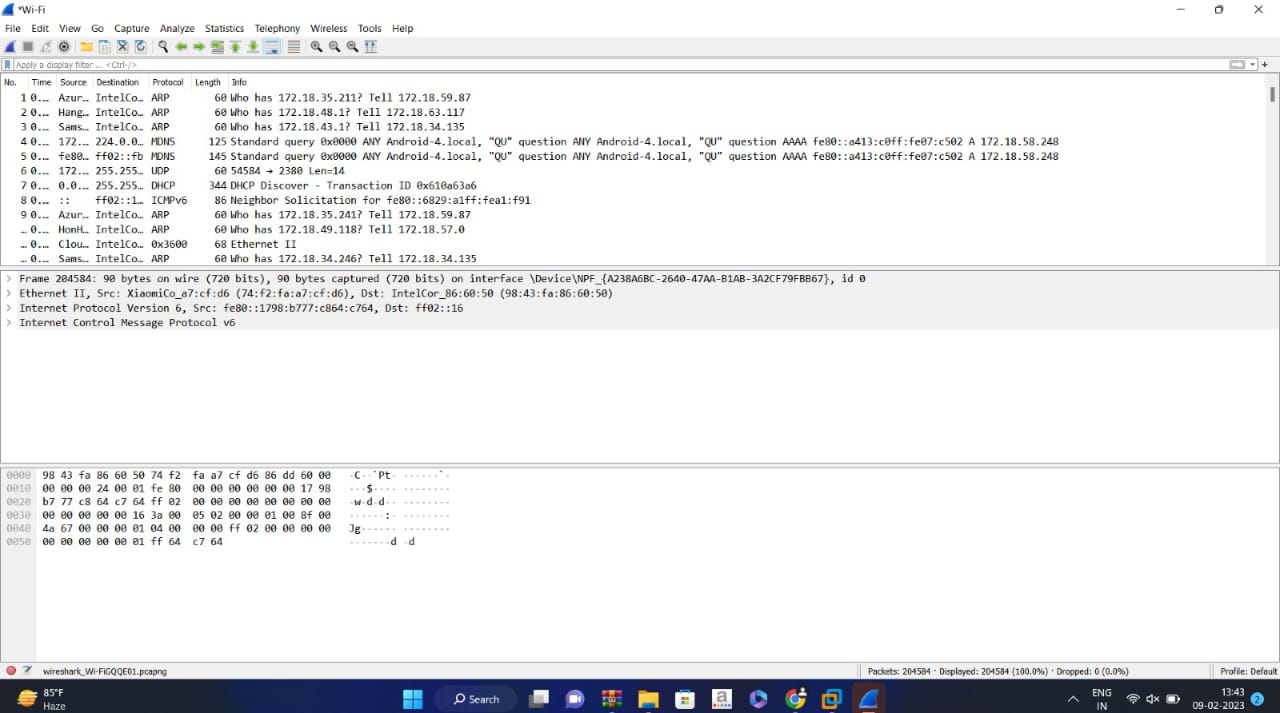 *Wi-Fi
File Edit View Go Capture Analyze Statistics Telephony Wireless Tools Help
Apply a display filter ... <Ctrl-/>
No. Time Source Destination Protocol Length Info
1 0.... Azur... IntelCo... ARP 60 Who has 172.18.35.211? Tell 172.18.59.87
2 0.... Hang... IntelCo... ARP 60 Who has 172.18.48.1? Tell 172.18.63.117
3 0.... Sams... IntelCo... ARP 60 Who has 172.18.43.1? Tell 172.18.34.135
4 0.... 172.... 224.0.0... MDNS 125 Standard query 0x0000 ANY Android-4.local, "QU" question ANY Android-4.local, "QU" question AAAA fe80::a413:c0ff:fe07:c502 A 172.18.58.248
5 0.... fe80... ff02::fb MDNS 145 Standard query 0x0000 ANY Android-4.local, "QU" question ANY Android-4.local, "QU" question AAAA fe80::a413:c0ff:fe07:c502 A 172.18.58.248
6 0.... 172.... 255.255... UDP 60 54584 → 2380 Len=14
7 0.... 0.0.... 255.255... DHCP 344 DHCP Discover - Transaction ID 0x610a63a6
8 0.... :: ff02::1... ICMPv6 86 Neighbor Solicitation for fe80::6829:a1ff:fea1:f91
9 0.... Azur... IntelCo... ARP 60 Who has 172.18.35.241? Tell 172.18.59.87
... 0.... HonH... IntelCo... ARP 60 Who has 172.18.49.118? Tell 172.18.57.0
... 0.... Clou... IntelCo... 0x3600 68 Ethernet II
... 0.... Sams... IntelCo... ARP 60 Who has 172.18.34.246? Tell 172.18.34.135
> Frame 204584: 90 bytes on wire (720 bits), 90 bytes captured (720 bits) on interface \Device\NPF_{A238A6BC-2640-47AA-B1AB-3A2CF79FBB67}, id 0
> Ethernet II, Src: XiaomiCo_a7:cf:d6 (74:f2:fa:a7:cf:d6), Dst: IntelCor_86:60:50 (98:43:fa:86:60:50)
> Internet Protocol Version 6, Src: fe80::1798:b777:c864:c764, Dst: ff02::16
> Internet Control Message Protocol v6
0000 98 43 fa 86 60 50 74 f2 fa a7 cf d6 86 dd 60 00 ·C··`Pt· ······`·
0010 00 00 00 24 00 01 fe 80 00 00 00 00 00 00 17 98 ···$···· ········
0020 b7 77 c8 64 c7 64 ff 02 00 00 00 00 00 00 00 00 ·w·d·d·· ········
0030 00 00 00 00 00 16 3a 00 05 02 00 00 01 00 8f 00 ······:· ········
0040 4a 67 00 00 00 01 04 00 00 00 ff 02 00 00 00 00 Jg······ ········
0050 00 00 00 00 00 01 ff 64 c7 64 ·······d ·d
wireshark_Wi-FiGQQE01.pcapng Packets: 204584 · Displayed: 204584 (100.0%) · Dropped: 0 (0.0%) Profile: Default
85°F
Haze
Search
ENG
IN
13:43
09-02-2023
2